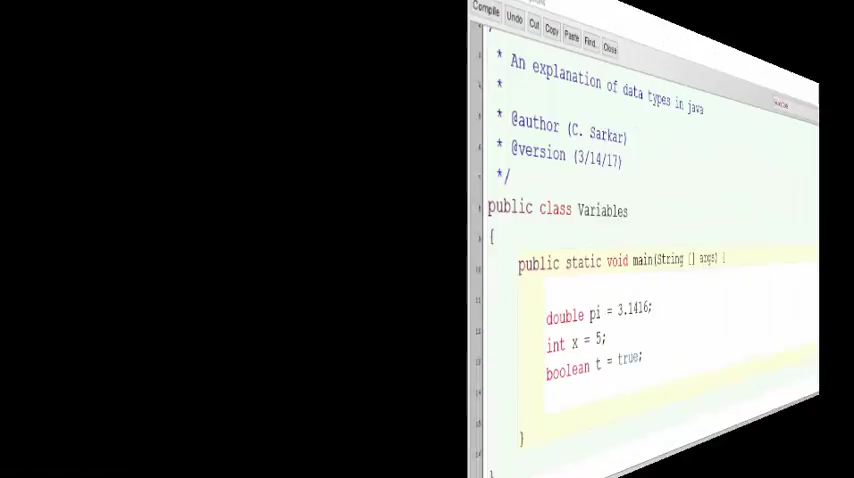 Compile Undo Cut Copy Paste Find... Close
* An explanation of data types in java
*
* @author (C. Sarkar)
* @version (3/14/17)
*/
public class Variables
{
public static void main(String [] args) {
double pi = 3.1416;
int x = 5;
boolean t = true;
}
}